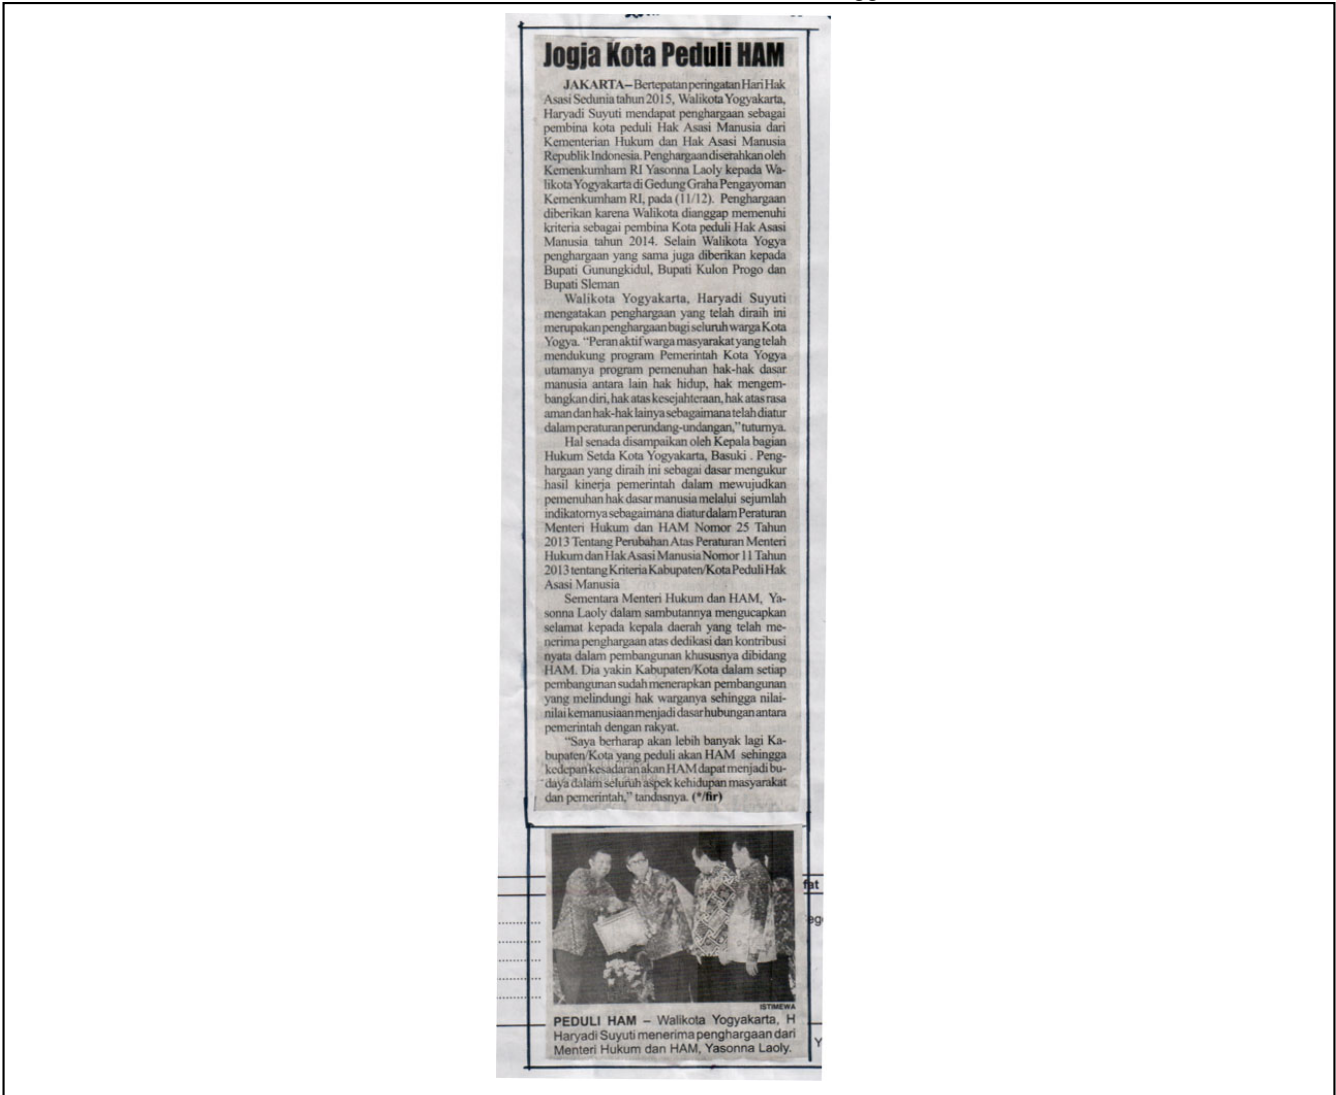 Jogja Kota Peduli HAM
JAKARTA – Bertepatan peringatan Hari Hak
Asasi Sedunia tahun 2015, Walikota Yogyakarta,
Haryadi Suyuti mendapat penghargaan sebagai
pembina kota peduli Hak Asasi Manusia dari
Kementerian Hukum dan Hak Asasi Manusia
Republik Indonesia. Penghargaan diserahkan oleh
Kemenkumham RI Yasonna Laoly kepada Wa-
likota Yogyakarta di Gedung Graha Pengayoman
Kemenkumham RI, pada (11/12). Penghargaan
diberikan karena Walikota dianggap memenuhi
kriteria sebagai pembina Kota peduli Hak Asasi
Manusia tahun 2014. Selain Walikota Yogya
penghargaan yang sama juga diberikan kepada
Bupati Gunungkidul, Bupati Kulon Progo dan
Bupati Sleman
Walikota Yogyakarta, Haryadi Suyuti
mengatakan penghargaan yang telah diraih ini
merupakan penghargaan bagi seluruh warga Kota
Yogya. “Peran aktif warga masyarakat yang telah
mendukung program Pemerintah Kota Yogya
utamanya program pemenuhan hak-hak dasar
manusia antara lain hak hidup, hak mengem-
bangkan diri, hak atas kesejahteraan, hak atas rasa
aman dan hak-hak lainya sebagaimana telah diatur
dalam peraturan perundang-undangan,” tuturnya.
Hal senada disampaikan oleh Kepala bagian
Hukum Setda Kota Yogyakarta, Basuki . Peng-
hargaan yang diraih ini sebagai dasar mengukur
hasil kinerja pemerintah dalam mewujudkan
pemenuhan hak dasar manusia melalui sejumlah
indikatornya sebagaimana diatur dalam Peraturan
Menteri Hukum dan HAM Nomor 25 Tahun
2013 Tentang Perubahan Atas Peraturan Menteri
Hukum dan Hak Asasi Manusia Nomor 11 Tahun
2013 tentang Kriteria Kabupaten/Kota Peduli Hak
Asasi Manusia
Sementara Menteri Hukum dan HAM, Ya-
sonna Laoly dalam sambutannya mengucapkan
selamat kepada kepala daerah yang telah me-
nerima penghargaan atas dedikasi dan kontribusi
nyata dalam pembangunan khususnya dibidang
HAM. Dia yakin Kabupaten/Kota dalam setiap
pembangunan sudah menerapkan pembangunan
yang melindungi hak warganya sehingga nilai-
nilai kemanusiaan menjadi dasar hubungan antara
pemerintah dengan rakyat.
“Saya berharap akan lebih banyak lagi Ka-
bupaten/Kota yang peduli akan HAM sehingga
kedepan kesadaran akan HAM dapat menjadi bu-
daya dalam seluruh aspek kehidupan masyarakat
dan pemerintah,” tandasnya. (*/fir)
fat
ISTIMEWA
PEDULI HAM – Walikota Yogyakarta, H
Haryadi Suyuti menerima penghargaan dari
Menteri Hukum dan HAM, Yasonna Laoly.
Y